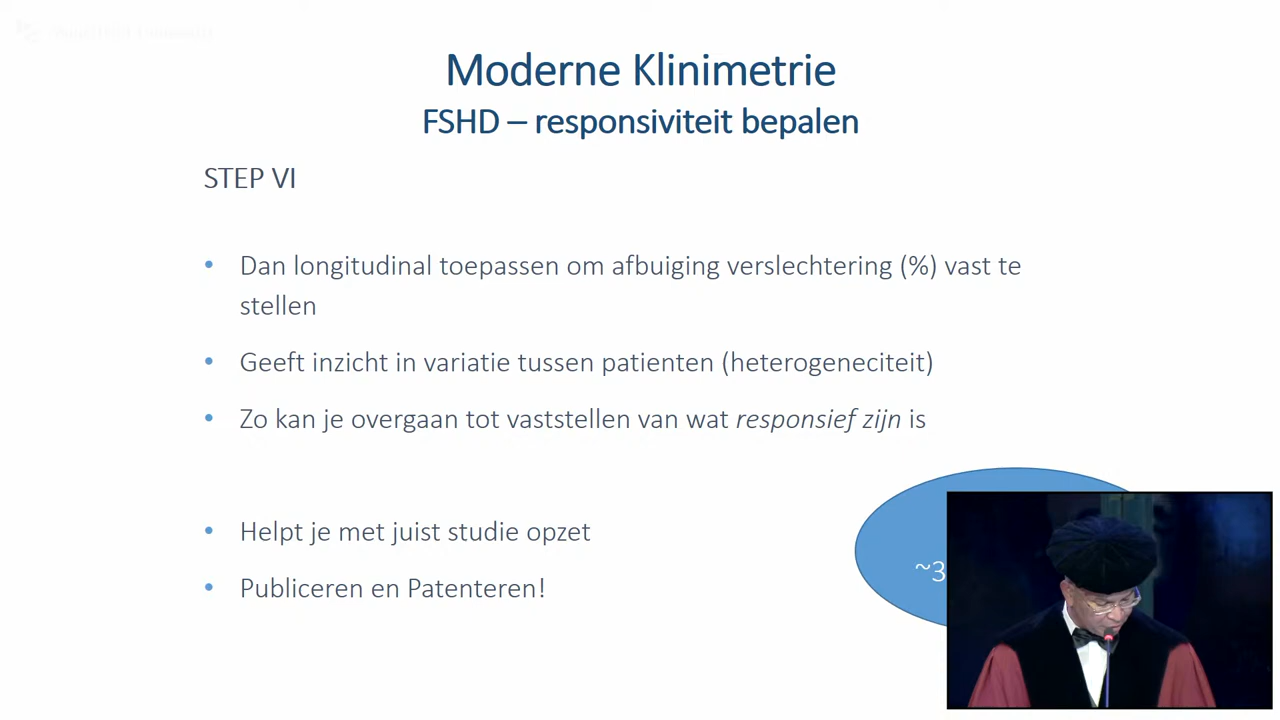 Moderne Klinimetrie
FSHD – responsiviteit bepalen
STEP VI
• Dan longitudinal toepassen om afbuiging verslechtering (%) vast te
stellen
• Geeft inzicht in variatie tussen patienten (heterogeneciteit)
• Zo kan je overgaan tot vaststellen van wat responsief zijn is
• Helpt je met juist studie opzet
~3
• Publiceren en Patenteren!